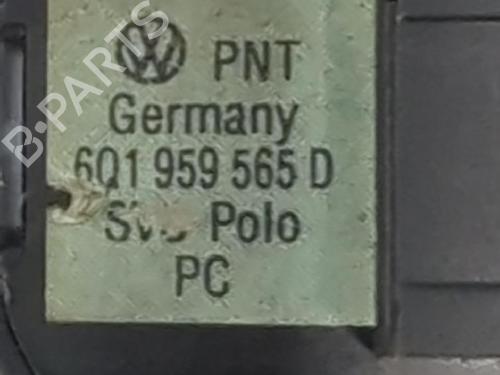 PNT
Germany
6Q1 959 565 D
Polo
PC
B-PARTS